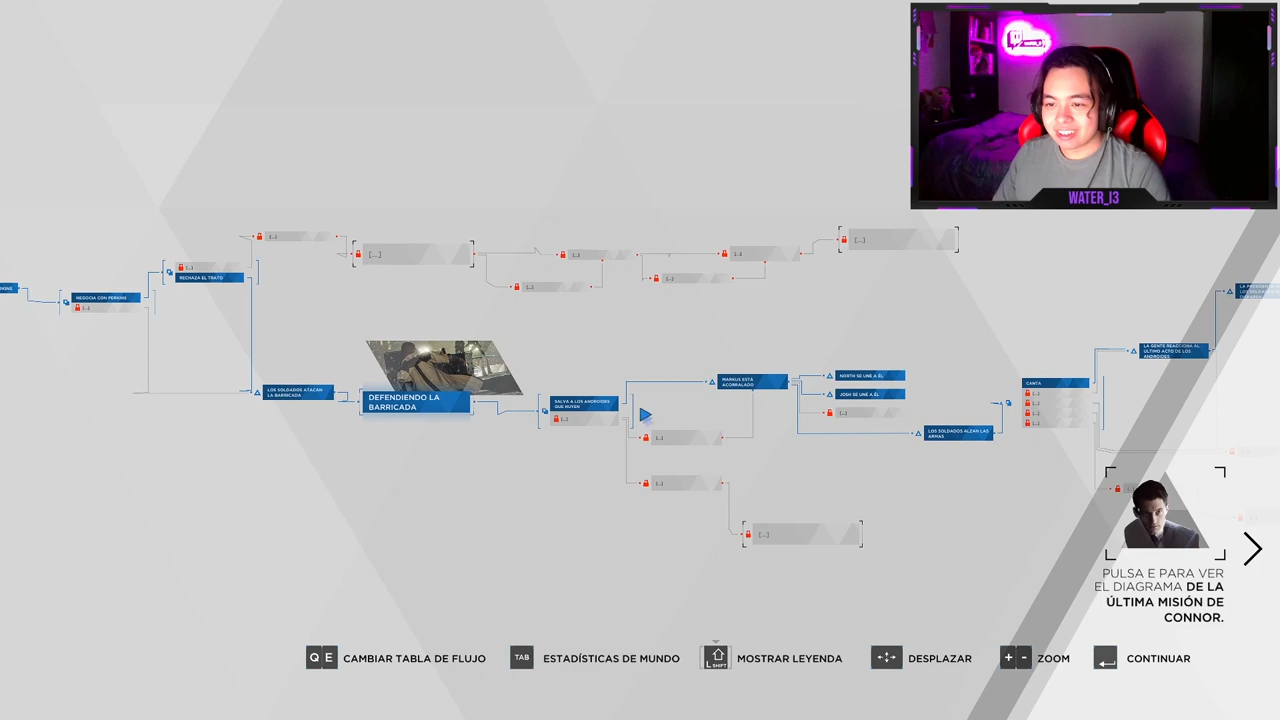 WATER_I3
[...]
[...]
[...]
[...]
[...]
[...]
[...]
[...]
RECHAZA EL TRATO
NEGOCIA CON PERKINS
[...]
LOS SOLDADOS ATACAN
LA BARRICADA
DEFENDIENDO LA
BARRICADA
SALVA A LOS ANDROIDES
QUE HUYEN
[...]
[...]
[...]
[...]
MARKUS ESTÁ
ACORRALADO
NORTH SE UNE A ÉL
JOSH SE UNE A ÉL
[...]
LOS SOLDADOS ALZAN LAS
ARMAS
CANTA
[...]
[...]
[...]
[...]
LA GENTE REACCIONA AL
ÚLTIMO ACTO DE LOS
ANDROIDES
PULSA E PARA VER
EL DIAGRAMA DE LA
ÚLTIMA MISIÓN DE
CONNOR.
Q E CAMBIAR TABLA DE FLUJO
TAB ESTADÍSTICAS DE MUNDO
L SHIFT MOSTRAR LEYENDA
DESPLAZAR
+ - ZOOM
CONTINUAR